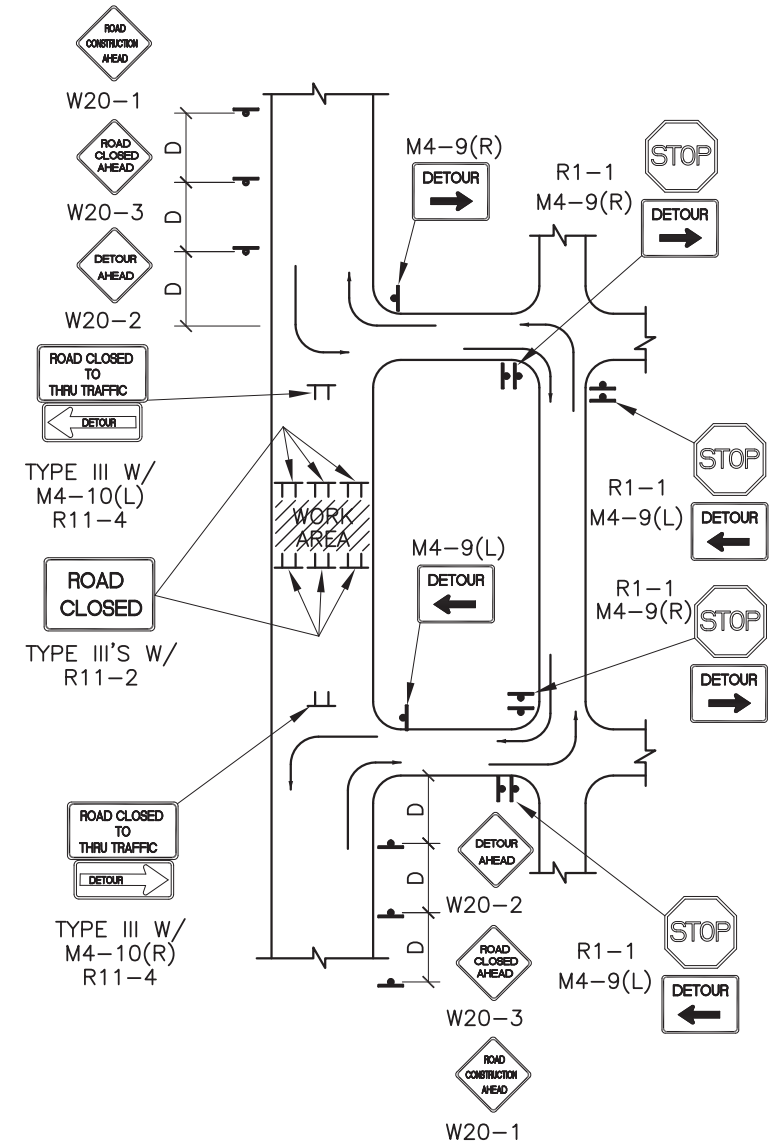 ROAD
CONSTRUCTION
AHEAD
W20-1
D
ROAD
CLOSED
AHEAD
W20-3
D
DETOUR
AHEAD
W20-2
D
M4-9(R)
DETOUR
STOP
R1-1
M4-9(R)
DETOUR
ROAD CLOSED
TO
THRU TRAFFIC
DETOUR
TYPE III W/
M4-10(L)
R11-4
STOP
R1-1
M4-9(L)
DETOUR
WORK
AREA
ROAD
CLOSED
TYPE III'S W/
R11-2
M4-9(L)
DETOUR
R1-1
M4-9(R)
STOP
DETOUR
ROAD CLOSED
TO
THRU TRAFFIC
DETOUR
TYPE III W/
M4-10(R)
R11-4
D
DETOUR
AHEAD
W20-2
D
ROAD
CLOSED
AHEAD
W20-3
D
ROAD
CONSTRUCTION
AHEAD
W20-1
STOP
R1-1
M4-9(L)
DETOUR